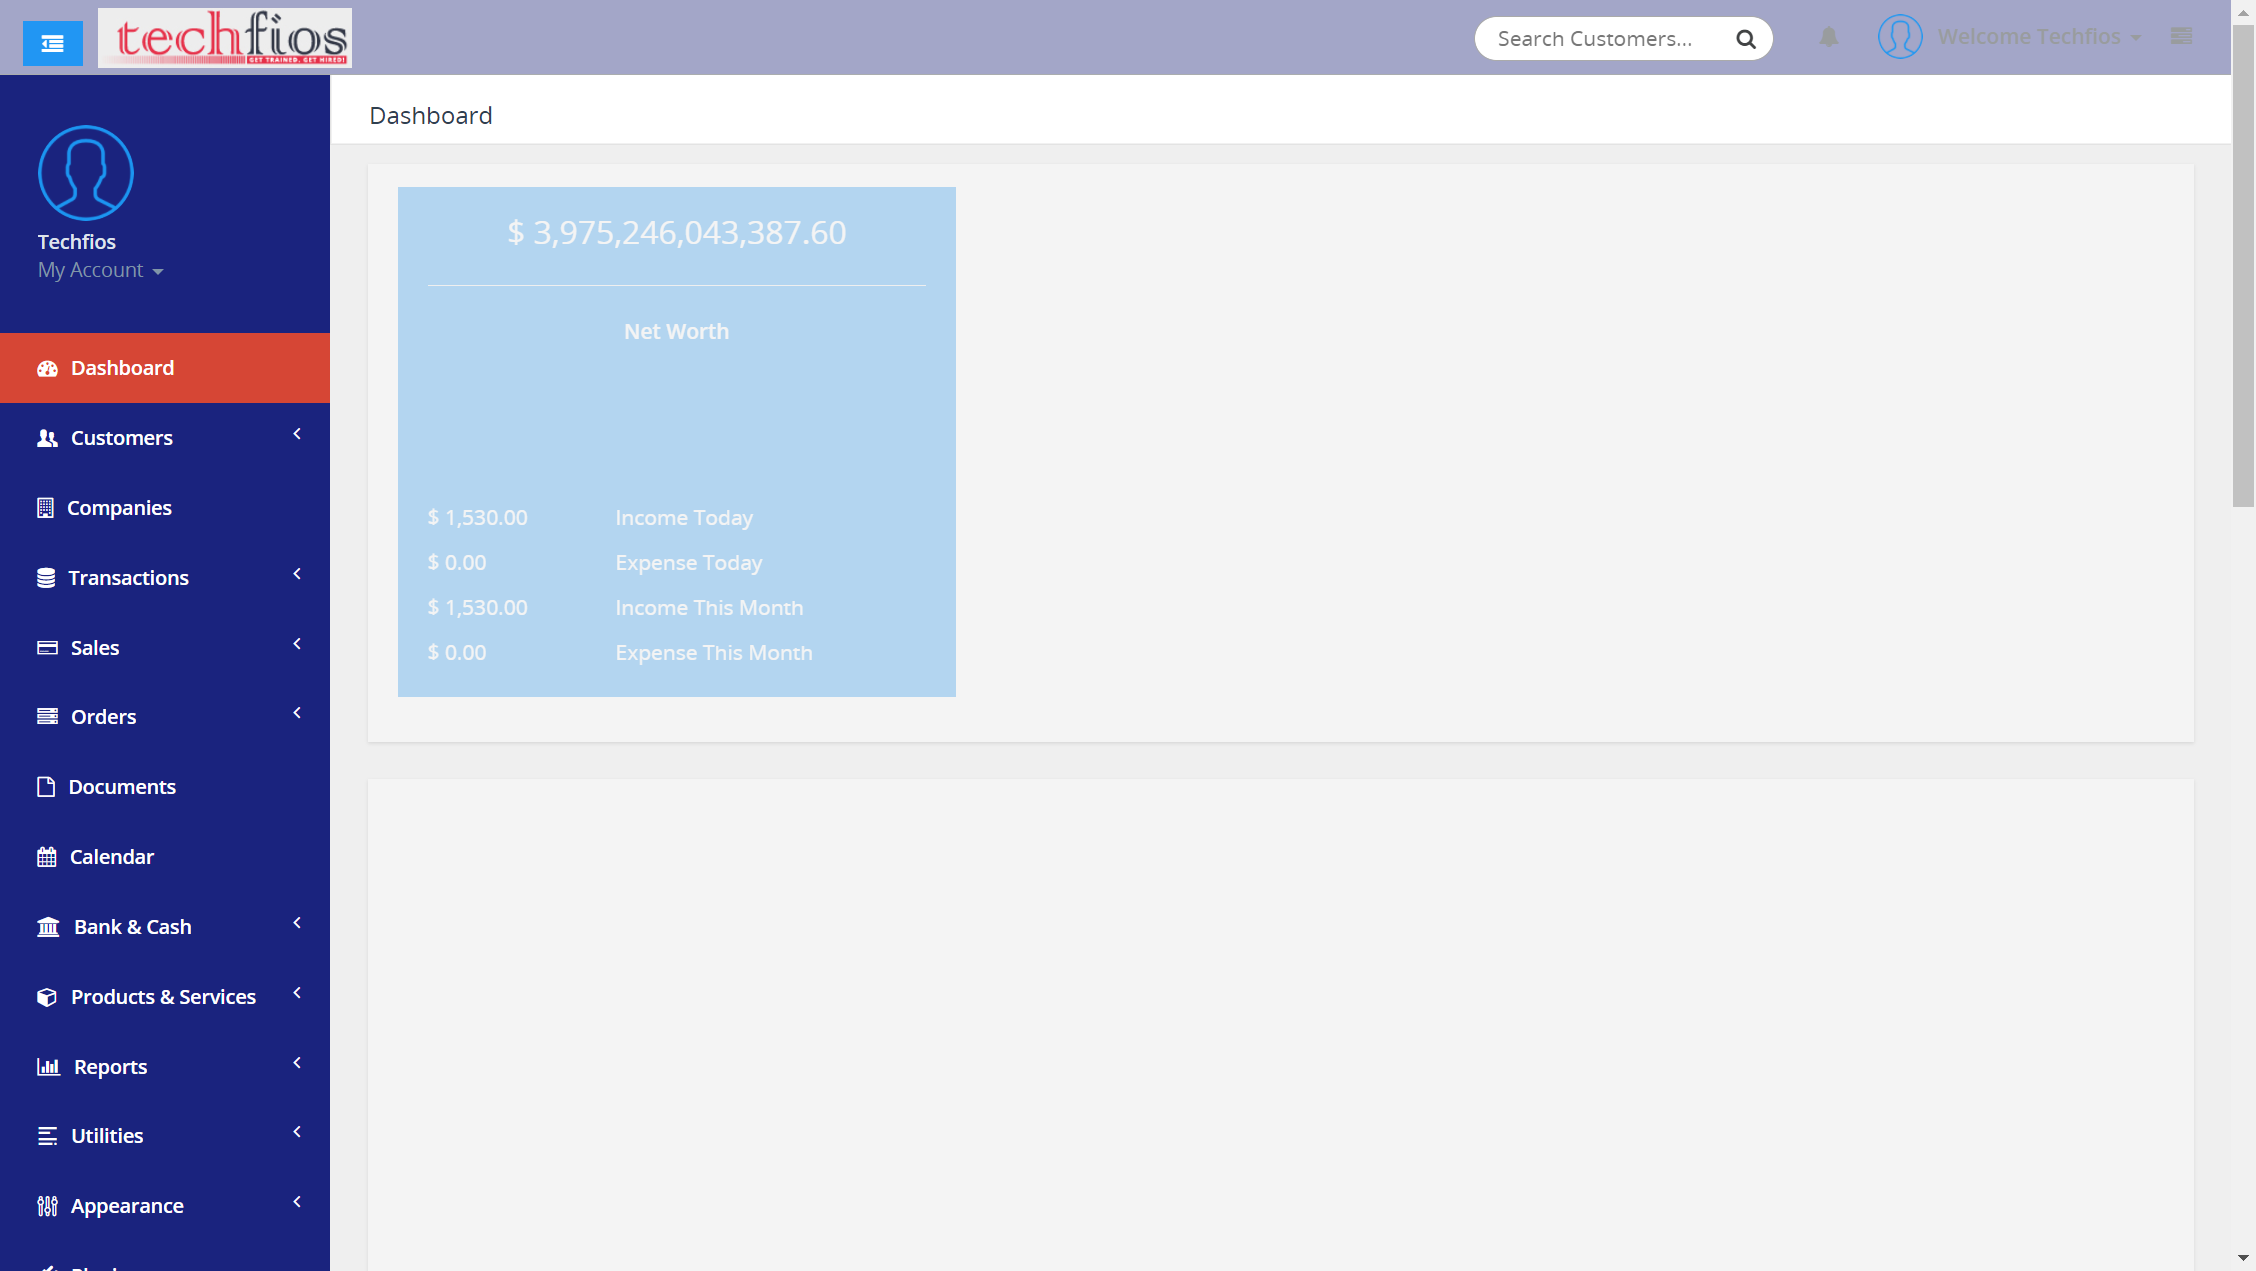 techfios
GET TRAINED. GET HIRED!
Search Customers...
Welcome Techfios
Techfios
My Account
Dashboard
Customers
Companies
Transactions
Sales
Orders
Documents
Calendar
Bank & Cash
Products & Services
Reports
Utilities
Appearance
Dashboard
$ 3,975,246,043,387.60
Net Worth
$ 1,530.00 Income Today
$ 0.00 Expense Today
$ 1,530.00 Income This Month
$ 0.00 Expense This Month